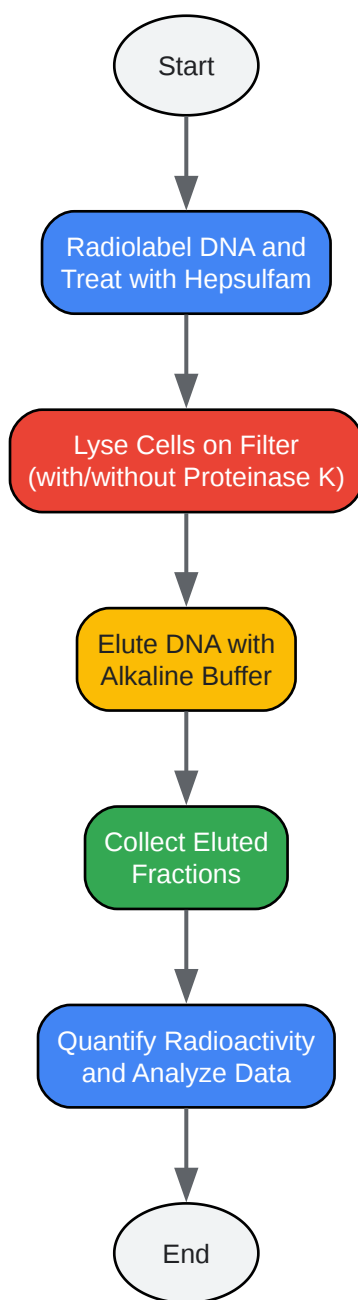 Start
Radiolabel DNA and
Treat with Hepsulfam
Lyse Cells on Filter
(with/without Proteinase K)
Elute DNA with
Alkaline Buffer
Collect Eluted
Fractions
Quantify Radioactivity
and Analyze Data
End